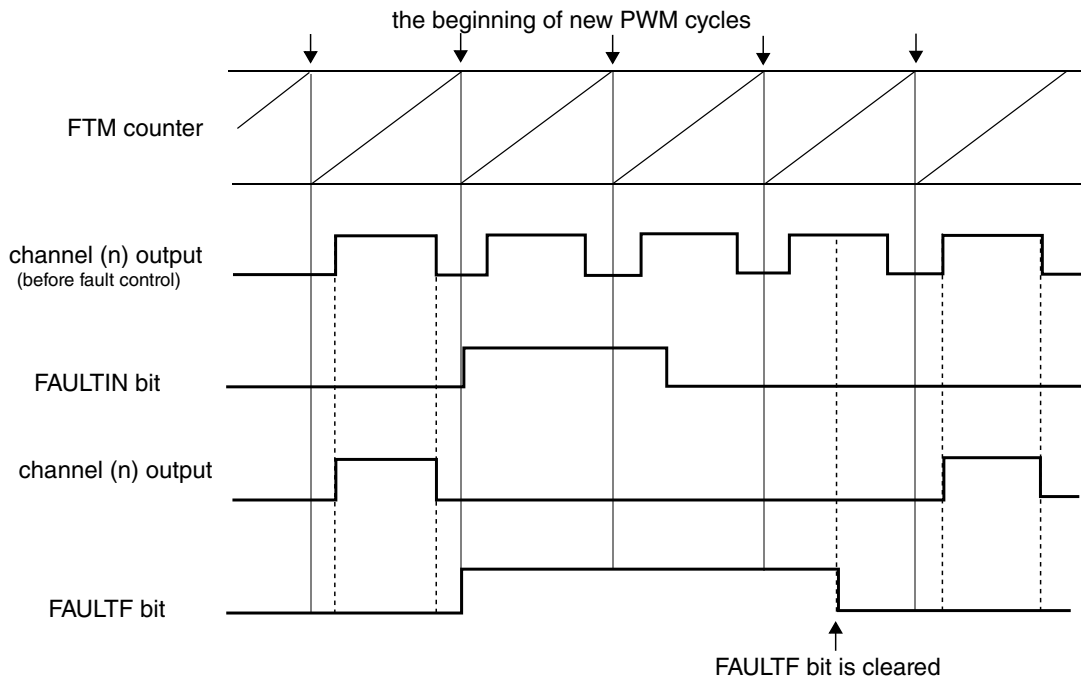 the beginning of new PWM cycles
FTM counter
channel (n) output
(before fault control)
FAULTIN bit
channel (n) output
FAULTF bit
FAULTF bit is cleared